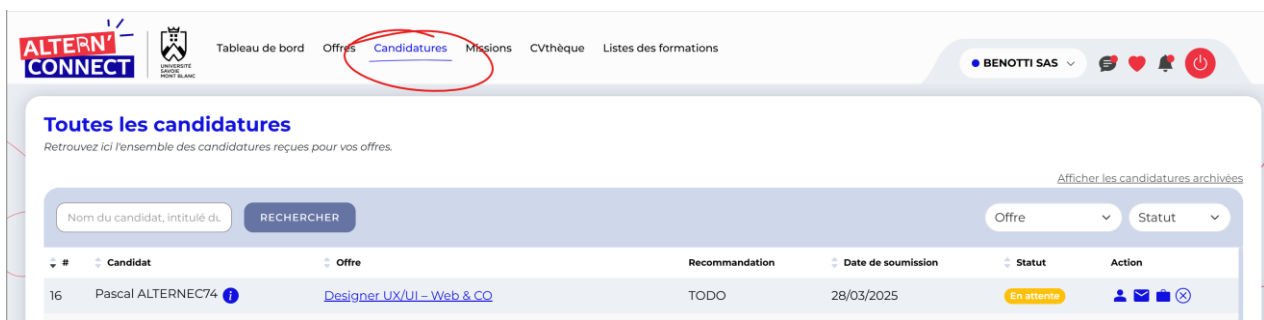 ALTERN'
CONNECT
UNIVERSITÉ
SAVOIE
MONT BLANC
Tableau de bord Offres Candidatures Missions CVthèque Listes des formations
BENOTTI SAS
Toutes les candidatures
Retrouvez ici l'ensemble des candidatures reçues pour vos offres.
Afficher les candidatures archivées
Nom du candidat, intitulé du RECHERCHER Offre Statut
# Candidat Offre Recommandation Date de soumission Statut Action
16 Pascal ALTERNEC74 i Designer UX/UI – Web & CO TODO 28/03/2025 En attente